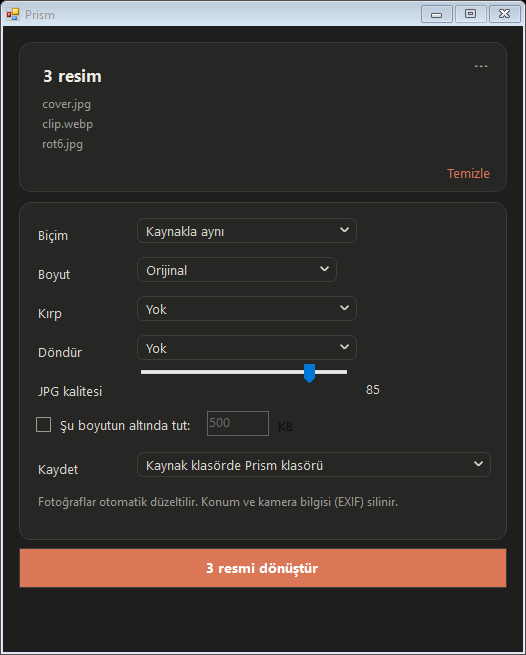 Prism
3 resim
...
cover.jpg
clip.webp
rot6.jpg
Temizle
Biçim Kaynakla aynı
Boyut Orijinal
Kırp Yok
Döndür Yok
JPG kalitesi 85
Şu boyutun altında tut: 500 KB
Kaydet Kaynak klasörde Prism klasörü
Fotoğraflar otomatik düzeltilir. Konum ve kamera bilgisi (EXIF) silinir.
3 resmi dönüştür